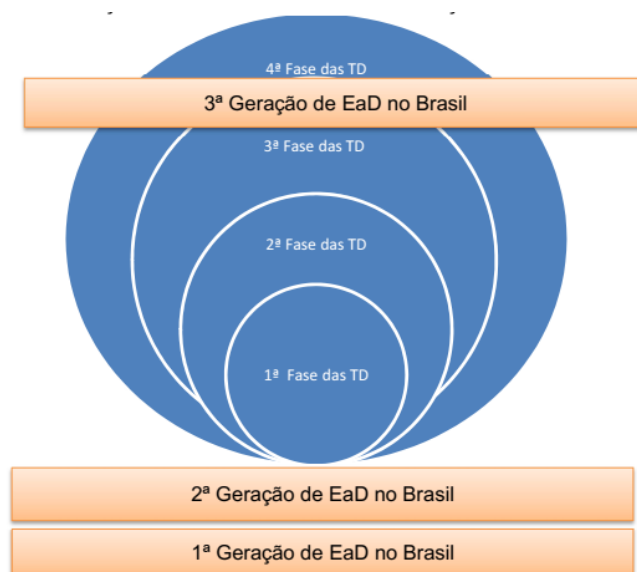 4ª Fase das TD
3ª Geração de EaD no Brasil
3ª Fase das TD
2ª Fase das TD
1ª Fase das TD
2ª Geração de EaD no Brasil
1ª Geração de EaD no Brasil